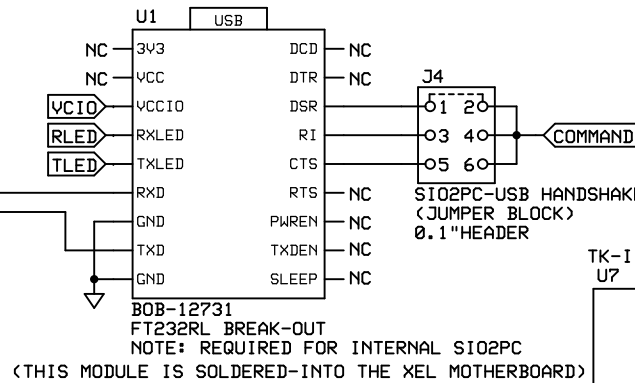 U1
USB
NC 3V3 DCD NC
NC VCC DTR NC
J4
VCIO VCCIO DSR 1 2
RLED RXLED RI 3 4 COMMAND
TLED TXLED CTS 5 6
RXD RTS NC
SIO2PC-USB HANDSHAKE
GND PWREN NC
(JUMPER BLOCK)
0.1"HEADER
TXD TXDEN NC
TK-I
GND SLEEP NC
U7
BOB-12731
FT232RL BREAK-OUT
NOTE: REQUIRED FOR INTERNAL SIO2PC
(THIS MODULE IS SOLDERED-INTO THE XEL MOTHERBOARD)